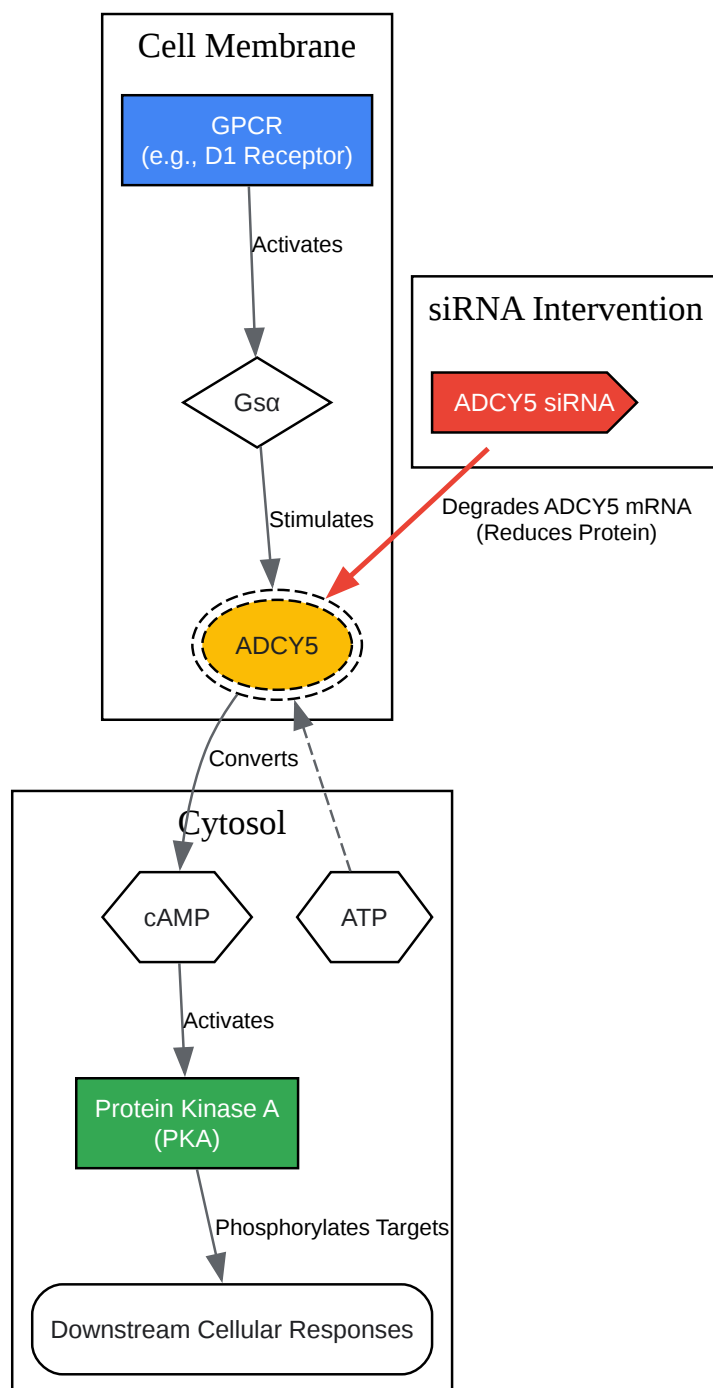 Cell Membrane
GPCR
(e.g., D1 Receptor)
Activates
siRNA Intervention
ADCY5 siRNA
Gsα
Degrades ADCY5 mRNA
(Reduces Protein)
Stimulates
ADCY5
Converts
Cytosol
cAMP
ATP
Activates
Protein Kinase A
(PKA)
Phosphorylates Targets
Downstream Cellular Responses